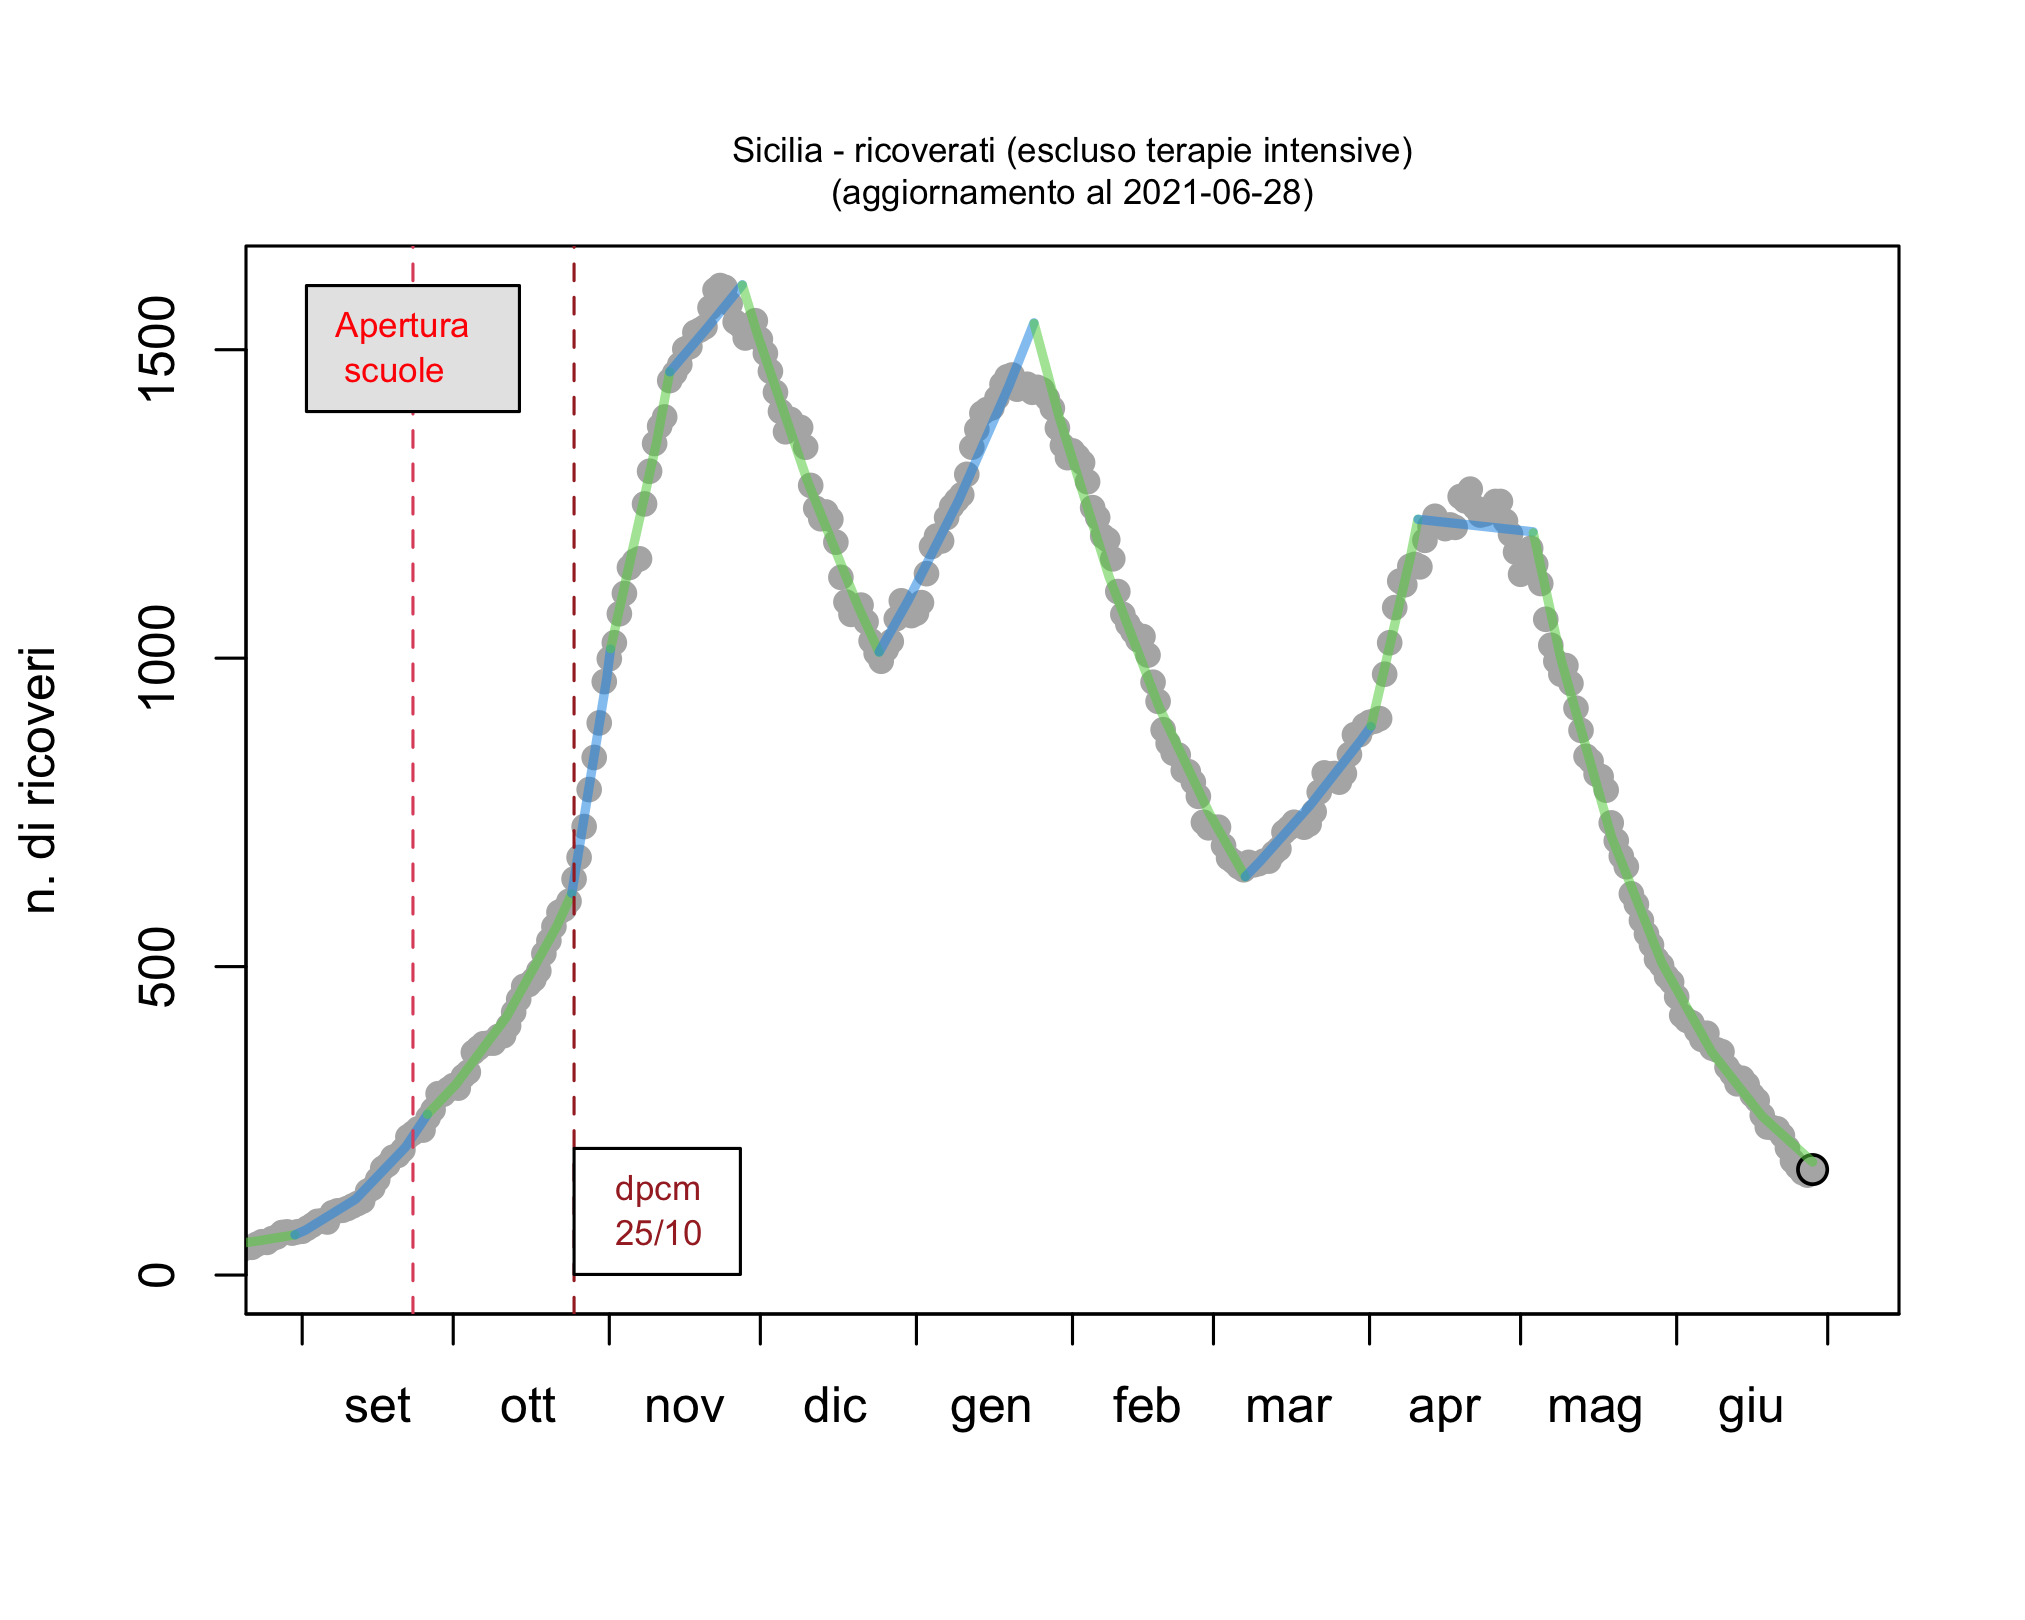 Sicilia - ricoverati (escluso terapie intensive)
(aggiornamento al 2021-06-28)
n. di ricoveri
1500
1000
500
0
Apertura
scuole
dpcm
25/10
set ott nov dic gen feb mar apr mag giu